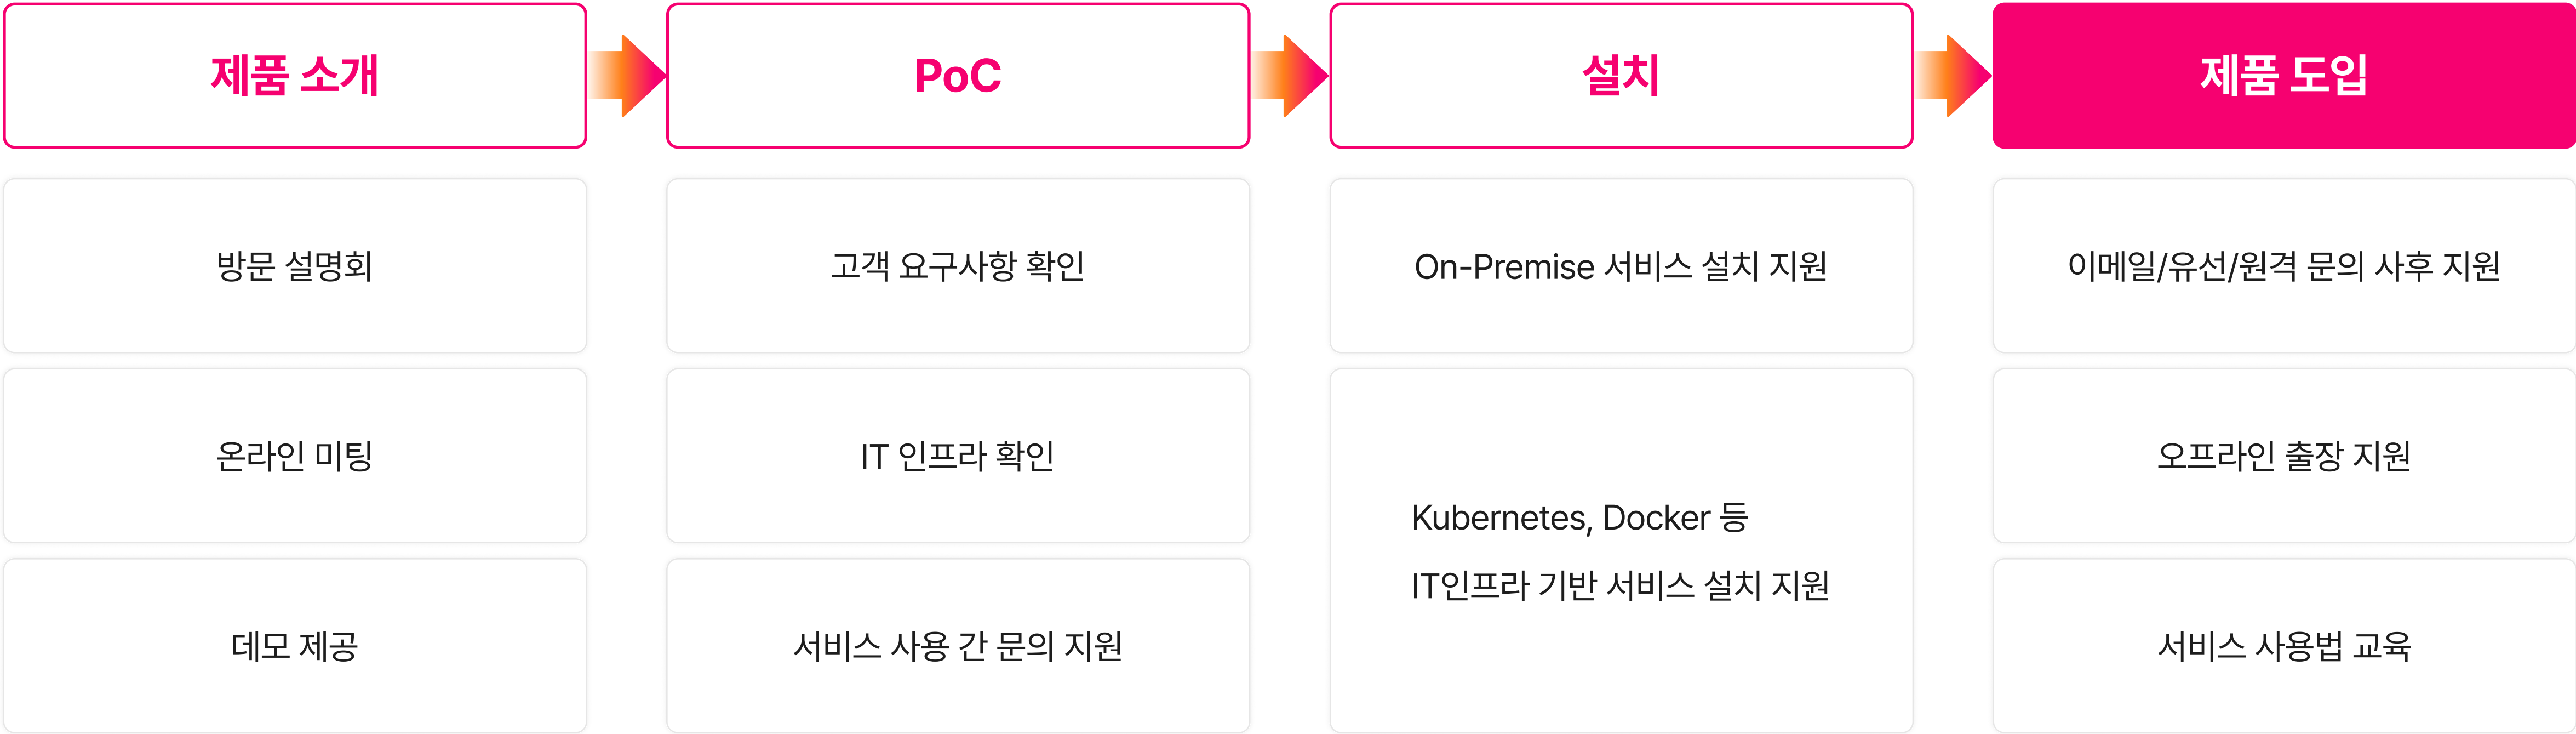 제품 소개
PoC
설치
제품 도입
방문 설명회
고객 요구사항 확인
On-Premise 서비스 설치 지원
이메일/유선/원격 문의 사후 지원
온라인 미팅
IT 인프라 확인
Kubernetes, Docker 등
IT인프라 기반 서비스 설치 지원
오프라인 출장 지원
데모 제공
서비스 사용 간 문의 지원
서비스 사용법 교육